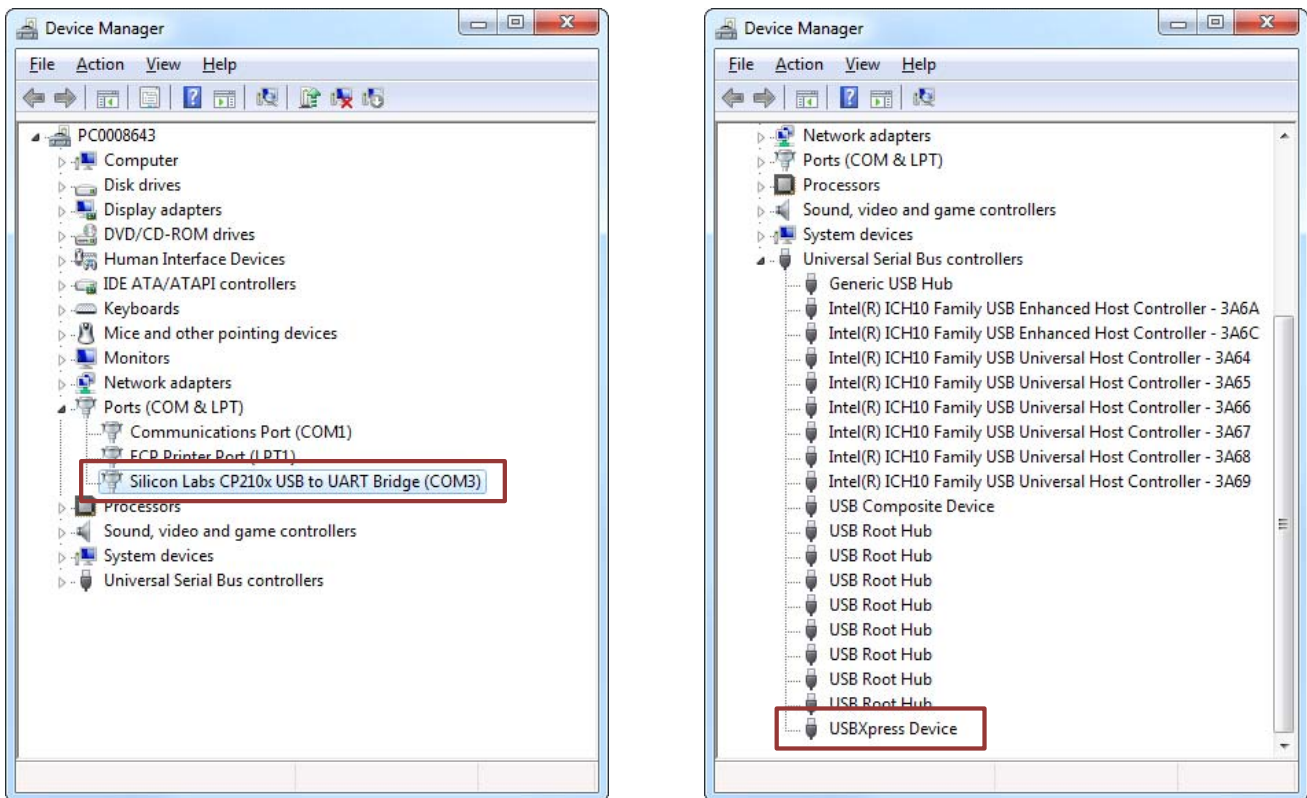 Device Manager
File Action View Help
PC0008643
Computer
Disk drives
Display adapters
DVD/CD-ROM drives
Human Interface Devices
IDE ATA/ATAPI controllers
Keyboards
Mice and other pointing devices
Monitors
Network adapters
Ports (COM & LPT)
Communications Port (COM1)
ECP Printer Port (LPT1)
Silicon Labs CP210x USB to UART Bridge (COM3)
Processors
Sound, video and game controllers
System devices
Universal Serial Bus controllers
Device Manager
File Action View Help
Network adapters
Ports (COM & LPT)
Processors
Sound, video and game controllers
System devices
Universal Serial Bus controllers
Generic USB Hub
Intel(R) ICH10 Family USB Enhanced Host Controller - 3A6A
Intel(R) ICH10 Family USB Enhanced Host Controller - 3A6C
Intel(R) ICH10 Family USB Universal Host Controller - 3A64
Intel(R) ICH10 Family USB Universal Host Controller - 3A65
Intel(R) ICH10 Family USB Universal Host Controller - 3A66
Intel(R) ICH10 Family USB Universal Host Controller - 3A67
Intel(R) ICH10 Family USB Universal Host Controller - 3A68
Intel(R) ICH10 Family USB Universal Host Controller - 3A69
USB Composite Device
USB Root Hub
USB Root Hub
USB Root Hub
USB Root Hub
USB Root Hub
USB Root Hub
USB Root Hub
USB Root Hub
USBXpress Device